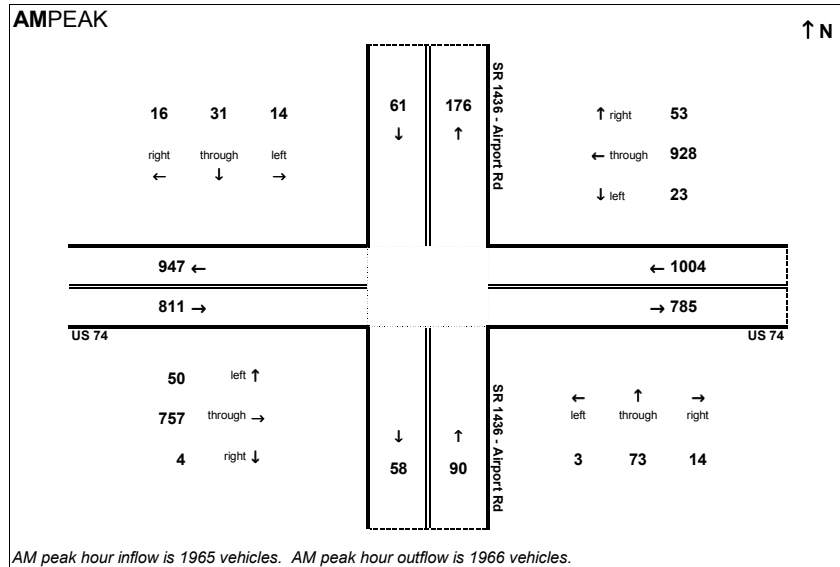 AMPEAK
↑ N
SR 1436 - Airport Rd
61 176
↓ ↑
16 31 14
right through left
← ↓ →
↑ right 53
← through 928
↓ left 23
947 ←
← 1004
811 →
→ 785
US 74
US 74
50 left ↑
757 through →
4 right ↓
SR 1436 - Airport Rd
↓ ↑
58 90
← ↑ →
left through right
3 73 14
AM peak hour inflow is 1965 vehicles. AM peak hour outflow is 1966 vehicles.